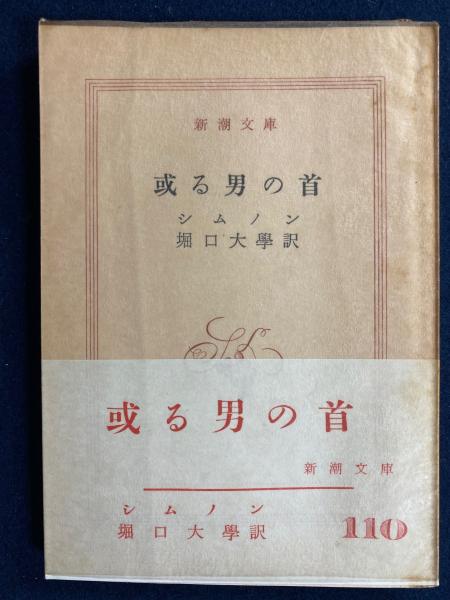 新潮文庫
或る男の首
シムノン
堀口大學訳
或る男の首
新潮文庫
シムノン
堀口大學訳
110